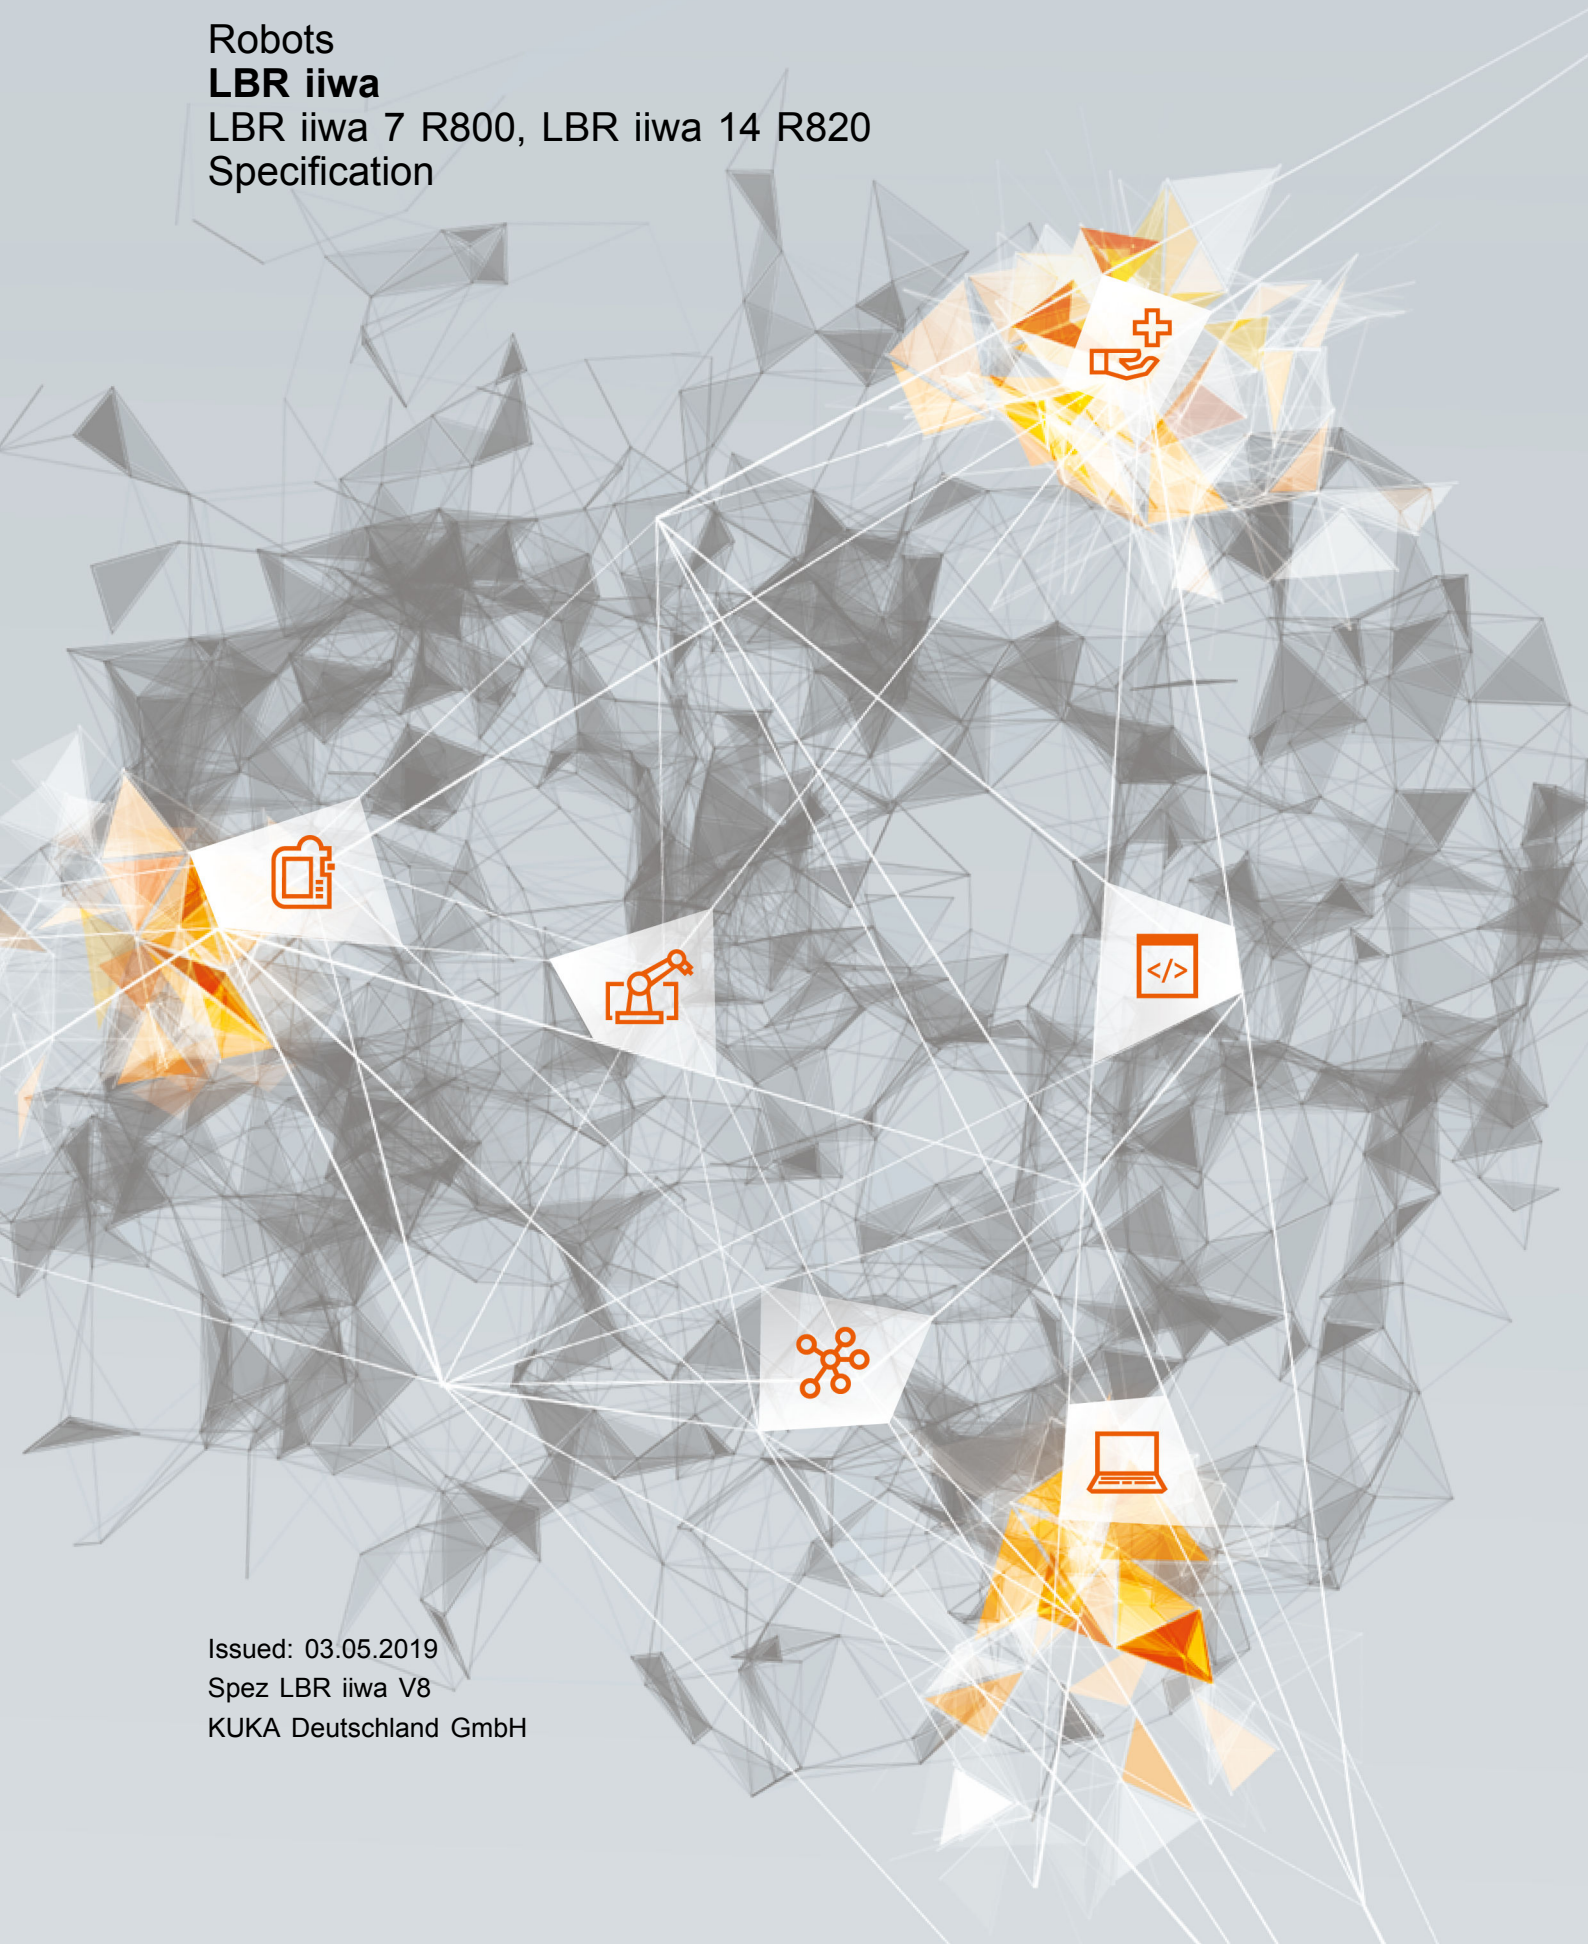 Robots
LBR iiwa
LBR iiwa 7 R800, LBR iiwa 14 R820
Specification
</>
Issued: 03.05.2019
Spez LBR iiwa V8
KUKA Deutschland GmbH